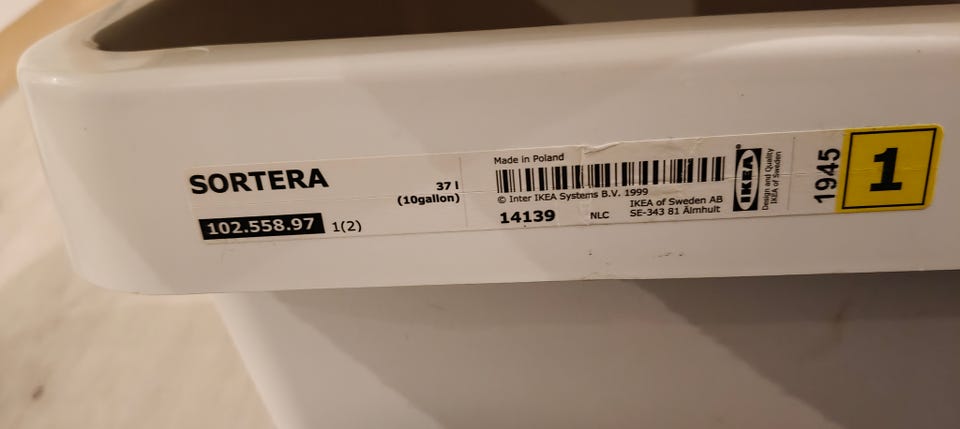 SORTERA
37 l
(10gallon)
102.558.97 1(2)
Made in Poland
© Inter IKEA Systems B.V. 1999
14139 NLC
IKEA of Sweden AB
SE-343 81 Älmhult
IKEA
Design and Quality
IKEA of Sweden
1945
1